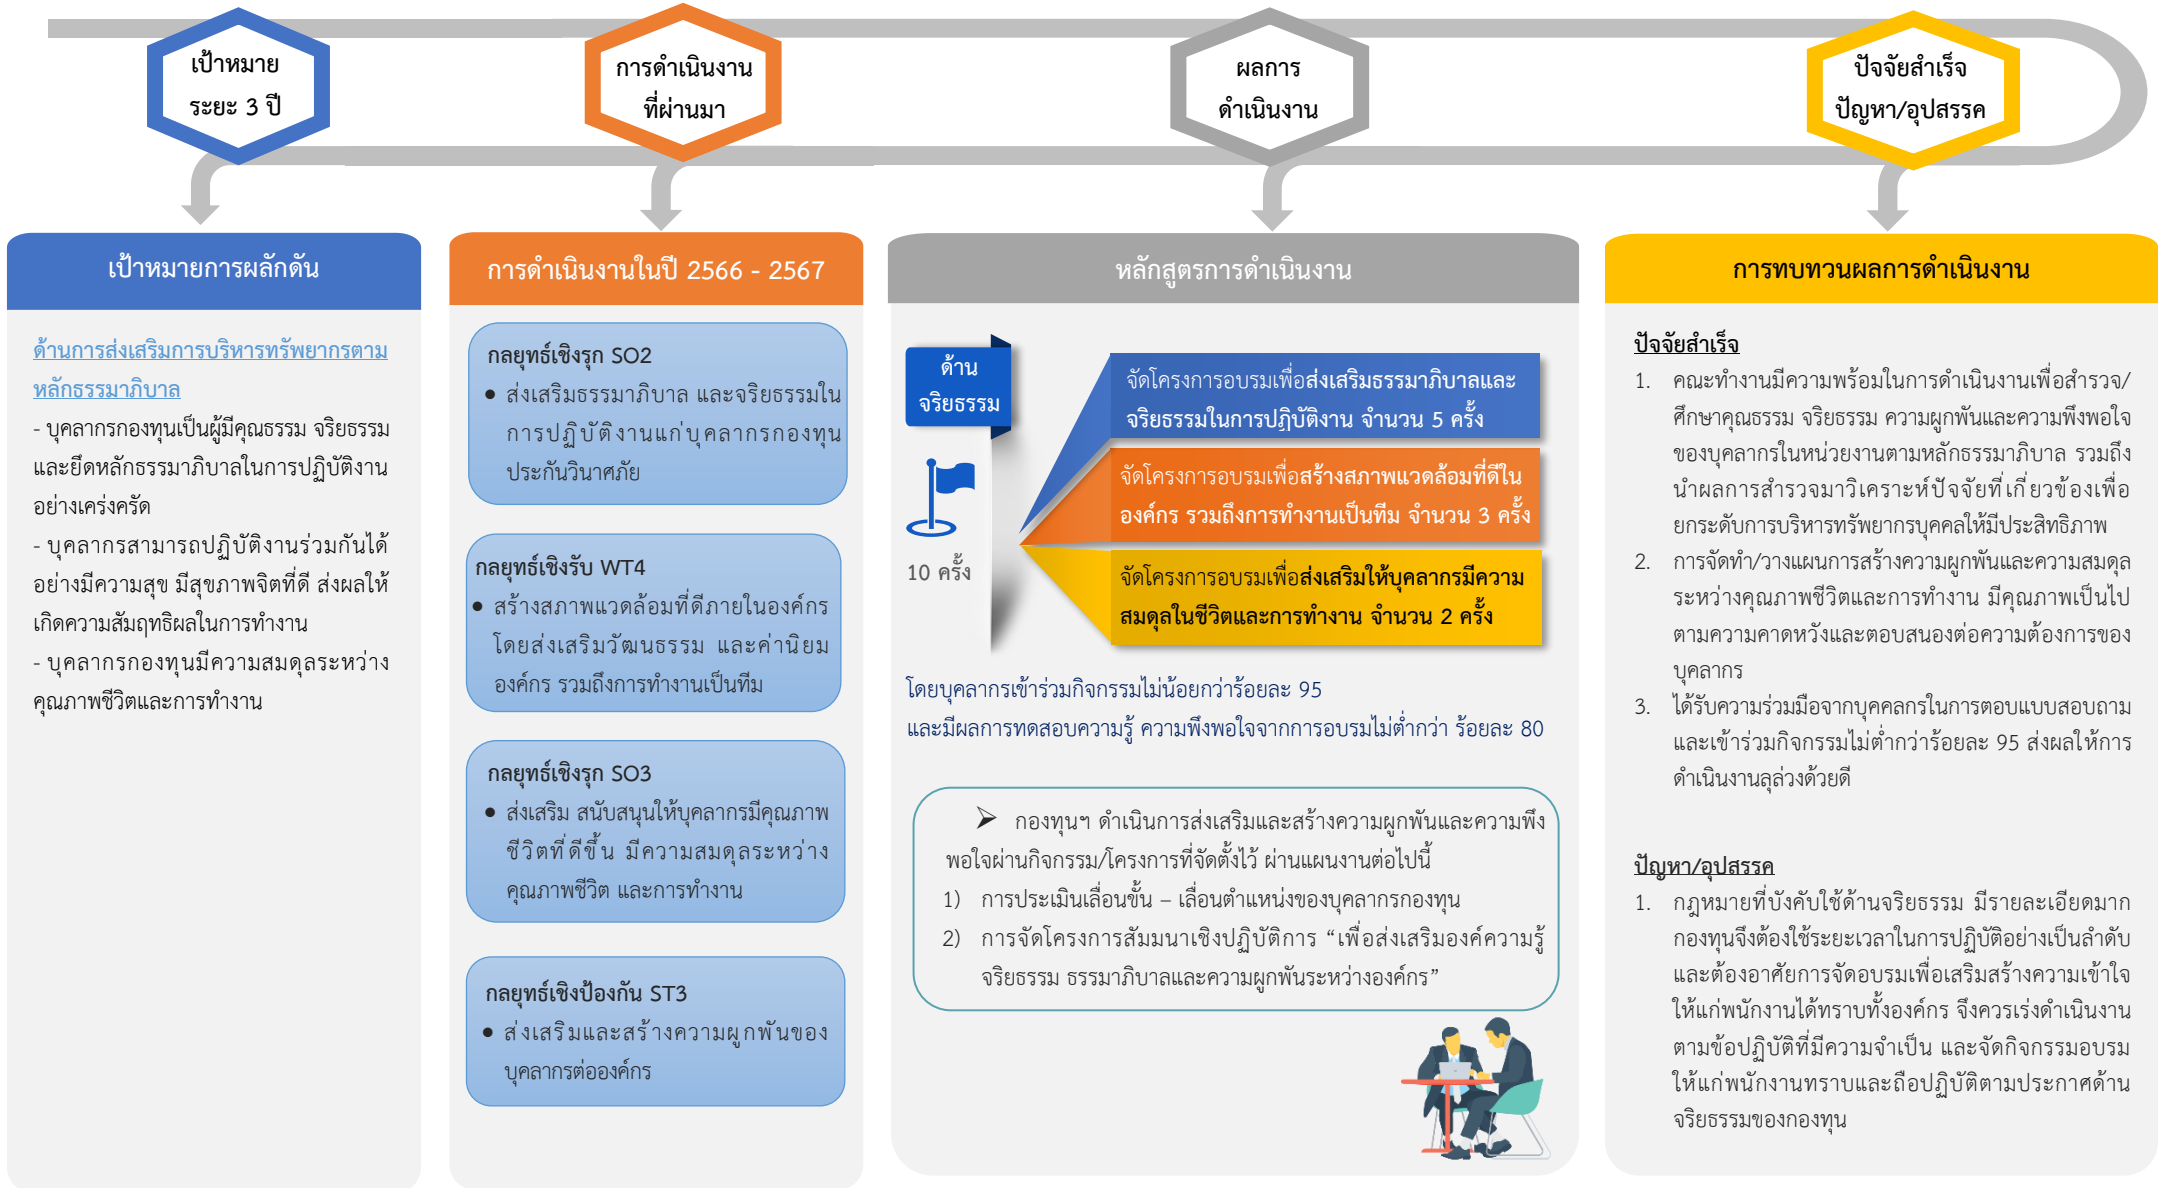 เป้าหมาย
ระยะ 3 ปี
การดำเนินงาน
ที่ผ่านมา
ผลการ
ดำเนินงาน
ปัจจัยสำเร็จ
ปัญหา/อุปสรรค
เป้าหมายการผลักดัน
ด้านการส่งเสริมการบริหารทรัพยากรตาม
หลักธรรมาภิบาล
- บุคลากรกองทุนเป็นผู้มีคุณธรรม จริยธรรม
และยึดหลักธรรมาภิบาลในการปฏิบัติงาน
อย่างเคร่งครัด
- บุคลากรสามารถปฏิบัติงานร่วมกันได้
อย่างมีความสุข มีสุขภาพจิตที่ดี ส่งผลให้
เกิดความสัมฤทธิผลในการทำงาน
- บุคลากรกองทุนมีความสมดุลระหว่าง
คุณภาพชีวิตและการทำงาน
การดำเนินงานในปี 2566 - 2567
กลยุทธ์เชิงรุก SO2
● ส่งเสริมธรรมาภิบาล และจริยธรรมใน
การปฏิบัติงานแก่บุคลากรกองทุน
ประกันวินาศภัย
กลยุทธ์เชิงรับ WT4
● สร้างสภาพแวดล้อมที่ดีภายในองค์กร
โดยส่งเสริมวัฒนธรรม และค่านิยม
องค์กร รวมถึงการทำงานเป็นทีม
กลยุทธ์เชิงรุก SO3
● ส่งเสริม สนับสนุนให้บุคลากรมีคุณภาพ
ชีวิตที่ดีขึ้น มีความสมดุลระหว่าง
คุณภาพชีวิต และการทำงาน
กลยุทธ์เชิงป้องกัน ST3
● ส่งเสริมและสร้างความผูกพันของ
บุคลากรต่อองค์กร
หลักสูตรการดำเนินงาน
ด้าน
จริยธรรม
10 ครั้ง
จัดโครงการอบรมเพื่อส่งเสริมธรรมาภิบาลและ
จริยธรรมในการปฏิบัติงาน จำนวน 5 ครั้ง
จัดโครงการอบรมเพื่อสร้างสภาพแวดล้อมที่ดีใน
องค์กร รวมถึงการทำงานเป็นทีม จำนวน 3 ครั้ง
จัดโครงการอบรมเพื่อส่งเสริมให้บุคลากรมีความ
สมดุลในชีวิตและการทำงาน จำนวน 2 ครั้ง
โดยบุคลากรเข้าร่วมกิจกรรมไม่น้อยกว่าร้อยละ 95
และมีผลการทดสอบความรู้ ความพึงพอใจจากการอบรมไม่ต่ำกว่า ร้อยละ 80
➢ กองทุนฯ ดำเนินการส่งเสริมและสร้างความผูกพันและความพึง
พอใจผ่านกิจกรรม/โครงการที่จัดตั้งไว้ ผ่านแผนงานต่อไปนี้
1) การประเมินเลื่อนขั้น – เลื่อนตำแหน่งของบุคลากรกองทุน
2) การจัดโครงการสัมมนาเชิงปฏิบัติการ “เพื่อส่งเสริมองค์ความรู้
จริยธรรม ธรรมาภิบาลและความผูกพันระหว่างองค์กร”
การทบทวนผลการดำเนินงาน
ปัจจัยสำเร็จ
1. คณะทำงานมีความพร้อมในการดำเนินงานเพื่อสำรวจ/
ศึกษาคุณธรรม จริยธรรม ความผูกพันและความพึงพอใจ
ของบุคลากรในหน่วยงานตามหลักธรรมาภิบาล รวมถึง
นำผลการสำรวจมาวิเคราะห์ปัจจัยที่เกี่ยวข้องเพื่อ
ยกระดับการบริหารทรัพยากรบุคคลให้มีประสิทธิภาพ
2. การจัดทำ/วางแผนการสร้างความผูกพันและความสมดุล
ระหว่างคุณภาพชีวิตและการทำงาน มีคุณภาพเป็นไป
ตามความคาดหวังและตอบสนองต่อความต้องการของ
บุคลากร
3. ได้รับความร่วมมือจากบุคคลกรในการตอบแบบสอบถาม
และเข้าร่วมกิจกรรมไม่ต่ำกว่าร้อยละ 95 ส่งผลให้การ
ดำเนินงานลุล่วงด้วยดี
ปัญหา/อุปสรรค
1. กฎหมายที่บังคับใช้ด้านจริยธรรม มีรายละเอียดมาก
กองทุนจึงต้องใช้ระยะเวลาในการปฏิบัติอย่างเป็นลำดับ
และต้องอาศัยการจัดอบรมเพื่อเสริมสร้างความเข้าใจ
ให้แก่พนักงานได้ทราบทั้งองค์กร จึงควรเร่งดำเนินงาน
ตามข้อปฏิบัติที่มีความจำเป็น และจัดกิจกรรมอบรม
ให้แก่พนักงานทราบและถือปฏิบัติตามประกาศด้าน
จริยธรรมของกองทุน